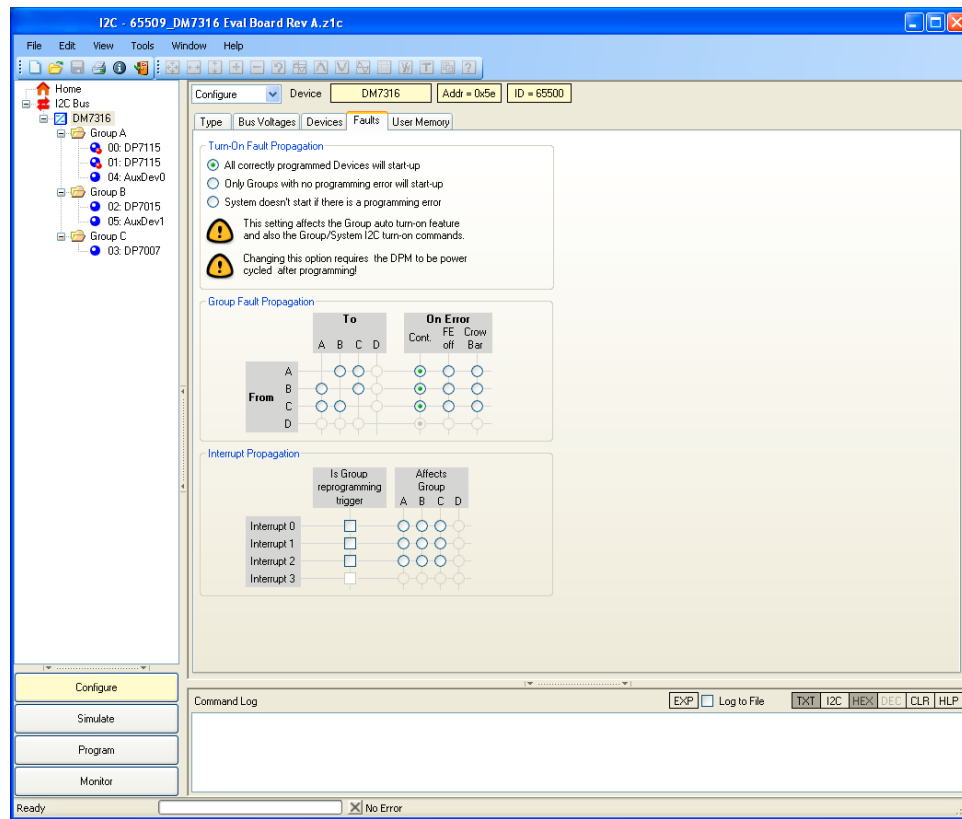 I2C - 65509_DM7316 Eval Board Rev A.z1c
File Edit View Tools Window Help
Home
I2C Bus
DM7316
Group A
00: DP7115
01: DP7115
04: AuxDev0
Group B
02: DP7015
05: AuxDev1
Group C
03: DP7007
Configure
Simulate
Program
Monitor
Configure Device DM7316 Addr = 0x5e ID = 65500
Type Bus Voltages Devices Faults User Memory
Turn-On Fault Propagation
All correctly programmed Devices will start-up
Only Groups with no programming error will start-up
System doesn't start if there is a programming error
This setting affects the Group auto turn-on feature
and also the Group/System I2C turn-on commands.
Changing this option requires the DPM to be power
cycled after programming!
Group Fault Propagation
To On Error
A B C D Cont. FE off Crow Bar
From
A
B
C
D
Interrupt Propagation
Is Group
reprogramming
trigger
Affects
Group
A B C D
Interrupt 0
Interrupt 1
Interrupt 2
Interrupt 3
Command Log EXP Log to File TXT I2C HEX DEC CLR HLP
Ready No Error